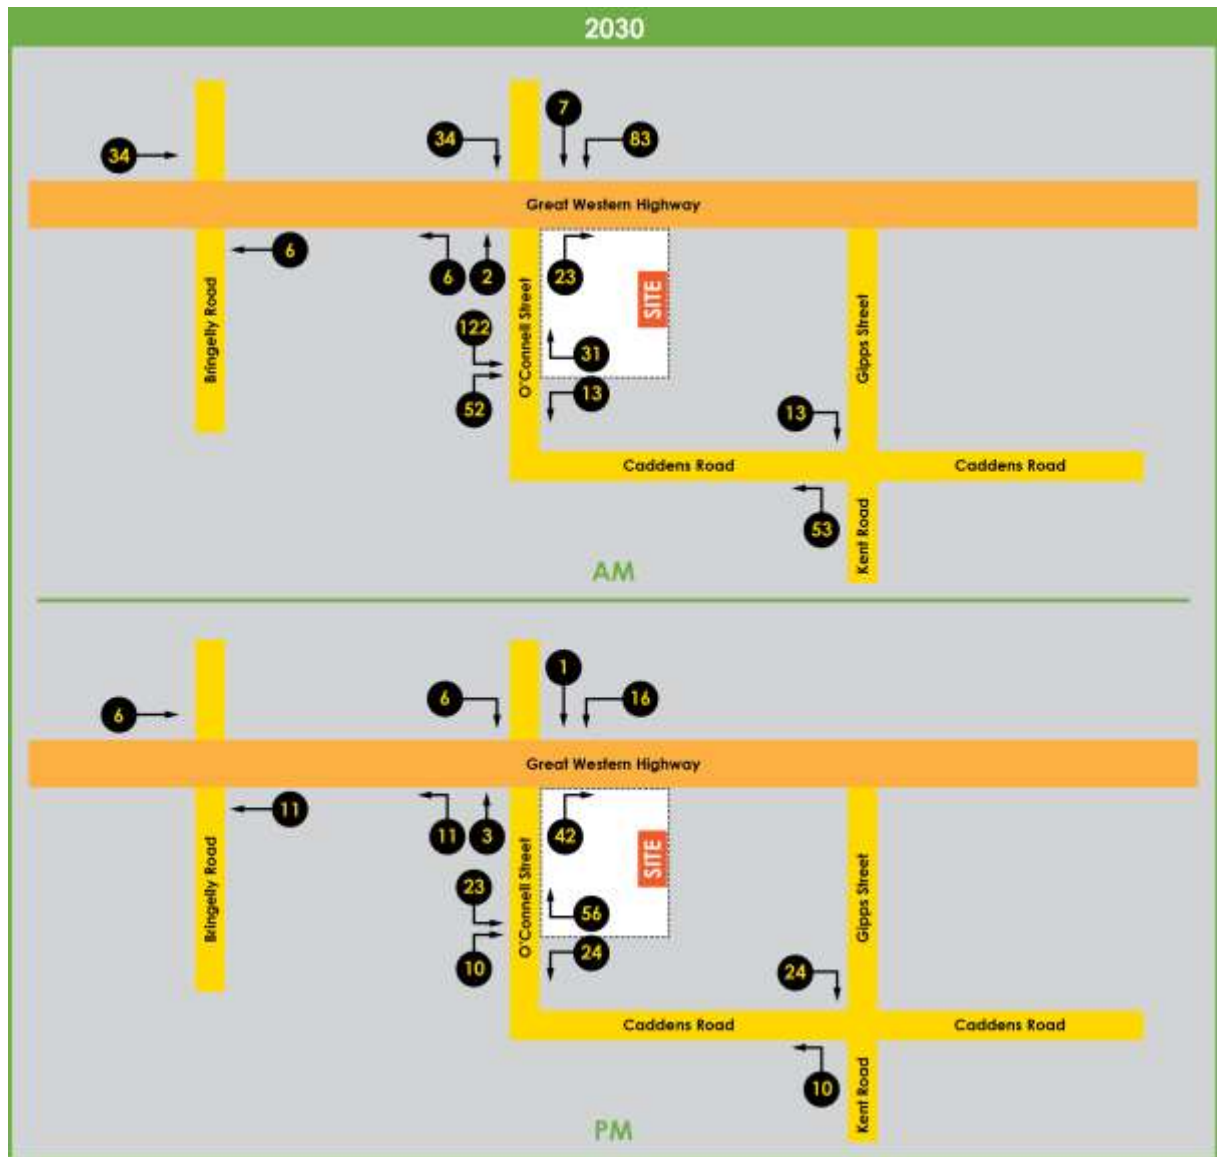 2030
7
34
83
34
Great Western Highway
6
6
2
23
SITE
122
31
52
13
Bringelly Road
O'Connell Street
Gipps Street
13
Caddens Road
Caddens Road
53
Kent Road
AM
1
6
16
6
Great Western Highway
11
11
3
42
SITE
23
56
10
24
Bringelly Road
O'Connell Street
Gipps Street
24
Caddens Road
Caddens Road
10
Kent Road
PM